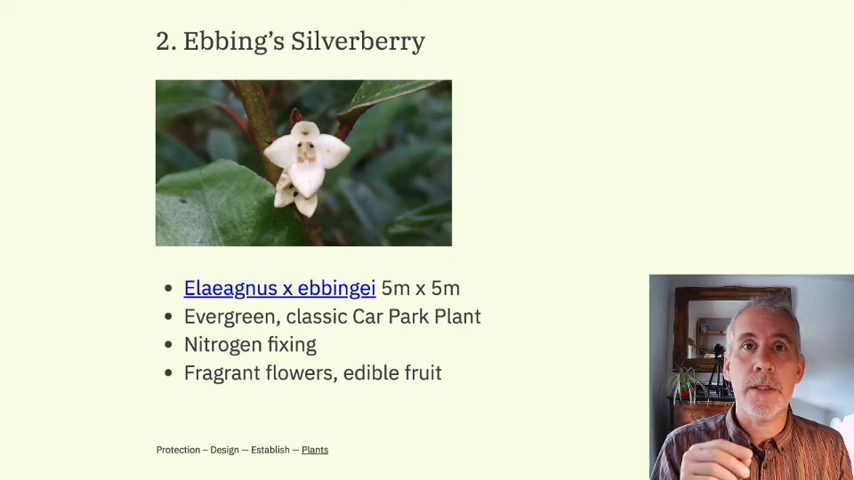 2. Ebbing’s Silverberry
Elaeagnus x ebbingei 5m x 5m
Evergreen, classic Car Park Plant
Nitrogen fixing
Fragrant flowers, edible fruit
Protection – Design — Establish — Plants